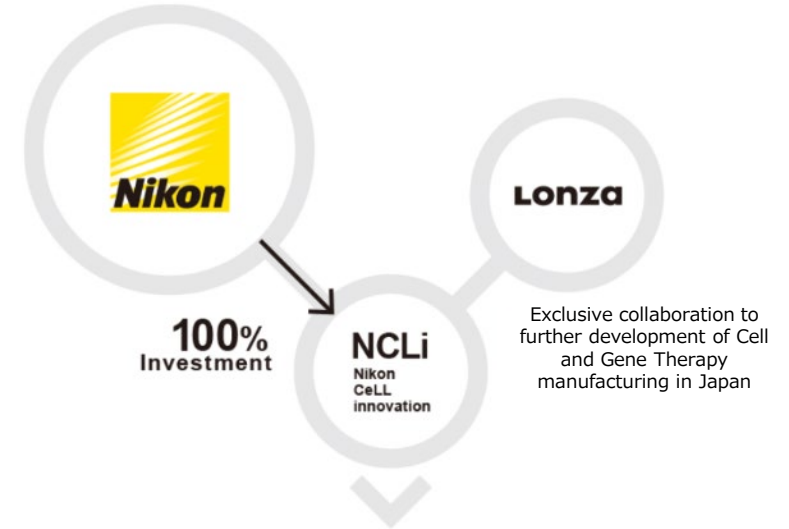 Nikon
Lonza
100%
Investment
NCLi
Nikon
CeLL
innovation
Exclusive collaboration to
further development of Cell
and Gene Therapy
manufacturing in Japan